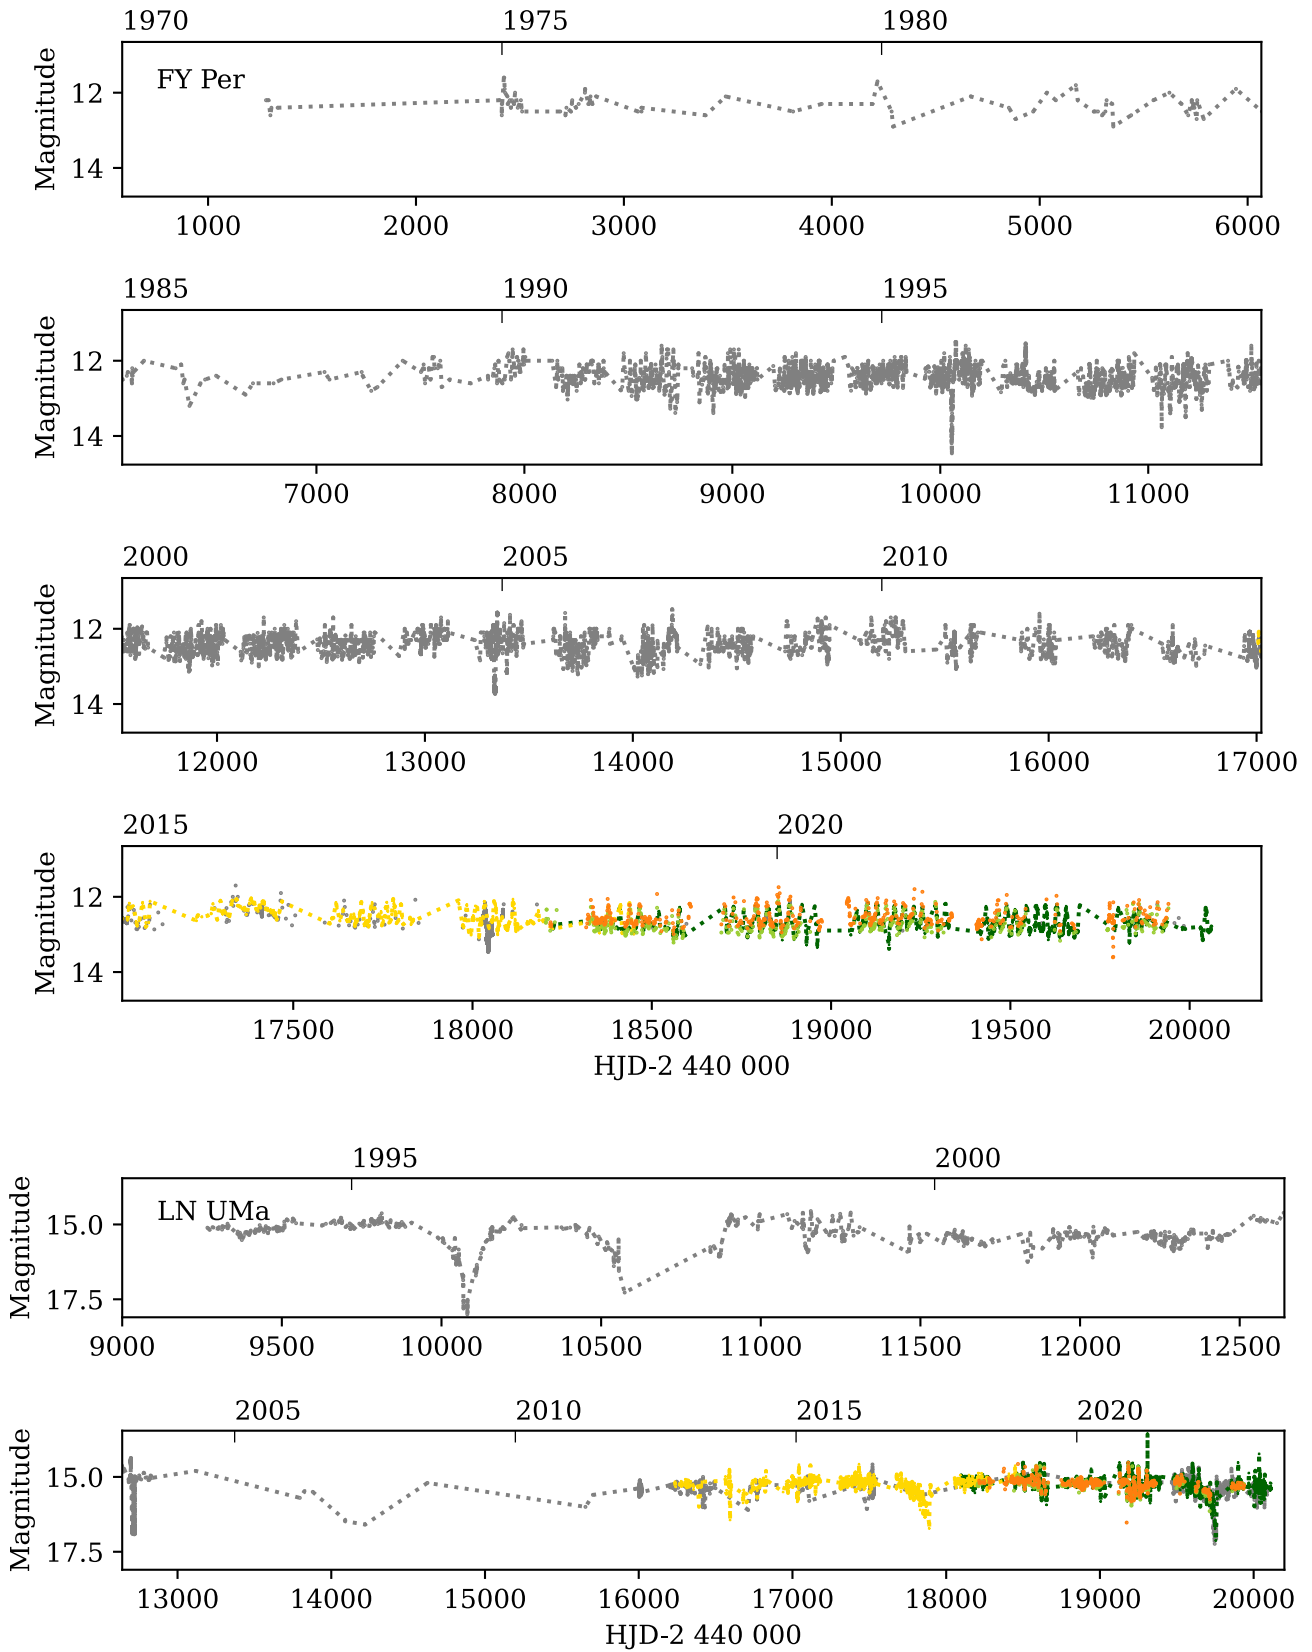 1970 1975 1980
Magnitude
FY Per
12
14
1000 2000 3000 4000 5000 6000
1985 1990 1995
Magnitude
12
14
7000 8000 9000 10000 11000
2000 2005 2010
Magnitude
12
14
12000 13000 14000 15000 16000 17000
2015 2020
Magnitude
12
14
17500 18000 18500 19000 19500 20000
HJD-2 440 000
1995 2000
Magnitude
LN UMa
15.0
17.5
9000 9500 10000 10500 11000 11500 12000 12500
2005 2010 2015 2020
Magnitude
15.0
17.5
13000 14000 15000 16000 17000 18000 19000 20000
HJD-2 440 000